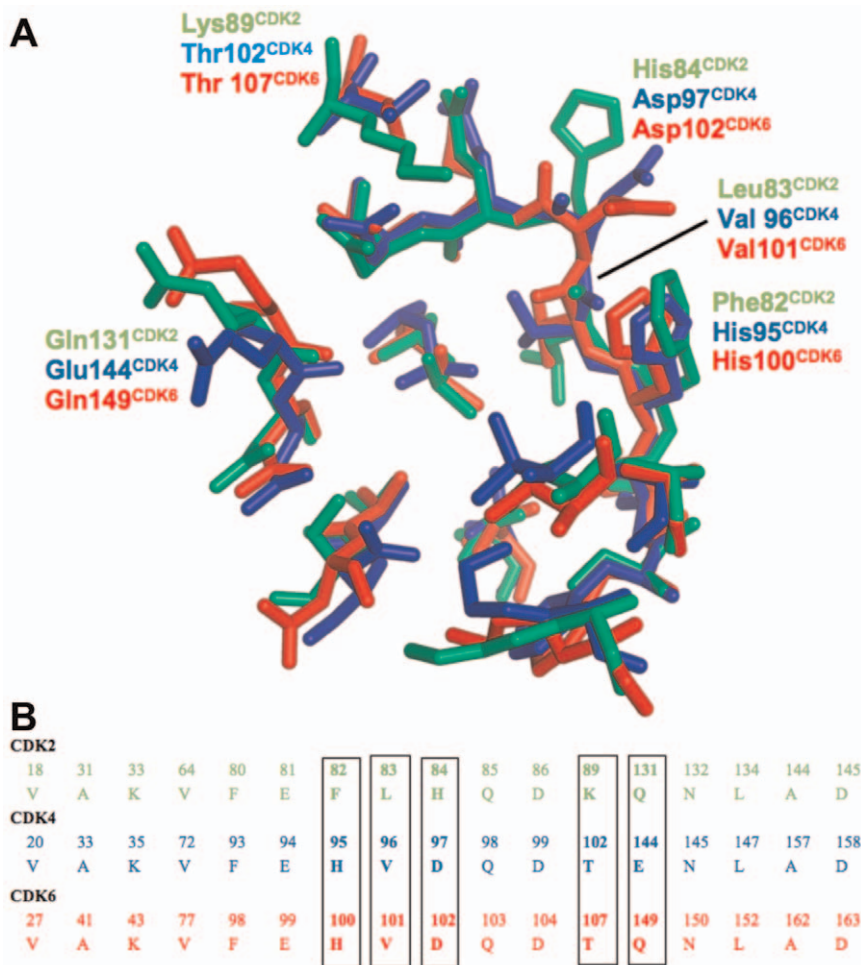 A
Lys89CDK2
Thr102CDK4
Thr 107CDK6
His84CDK2
Asp97CDK4
Asp102CDK6
Leu83CDK2
Val 96CDK4
Val101CDK6
Phe82CDK2
His95CDK4
His100CDK6
Gln131CDK2
Glu144CDK4
Gln149CDK6
B
CDK2
18 31 33 64 80 81 82 83 84 85 86 89 131 132 134 144 145
V A K V F E F L H Q D K Q N L A D
CDK4
20 33 35 72 93 94 95 96 97 98 99 102 144 145 147 157 158
V A K V F E H V D Q D T E N L A D
CDK6
27 41 43 77 98 99 100 101 102 103 104 107 149 150 152 162 163
V A K V F E H V D Q D T Q N L A D